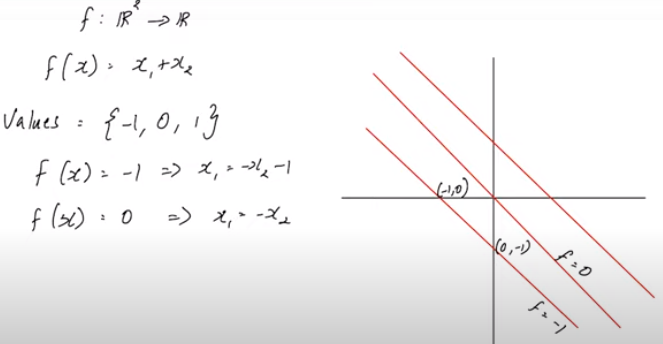 f : ℝ² → ℝ
f(x) = x₁+x₂
Values = {-1, 0, 1}
f(x) = -1 => x₁ = -x₂-1
f(x) = 0 => x₁ = -x₂
(-1,0)
(0,-1)
f=0
f=-1